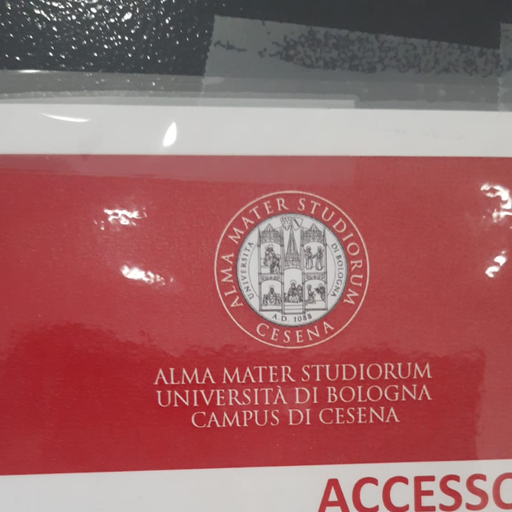 ALMA MATER STUDIORUM
UNIVERSITÀ DI BOLOGNA
A.D. 1088
CESENA
ALMA MATER STUDIORUM
UNIVERSITÀ DI BOLOGNA
CAMPUS DI CESENA
ACCESSO